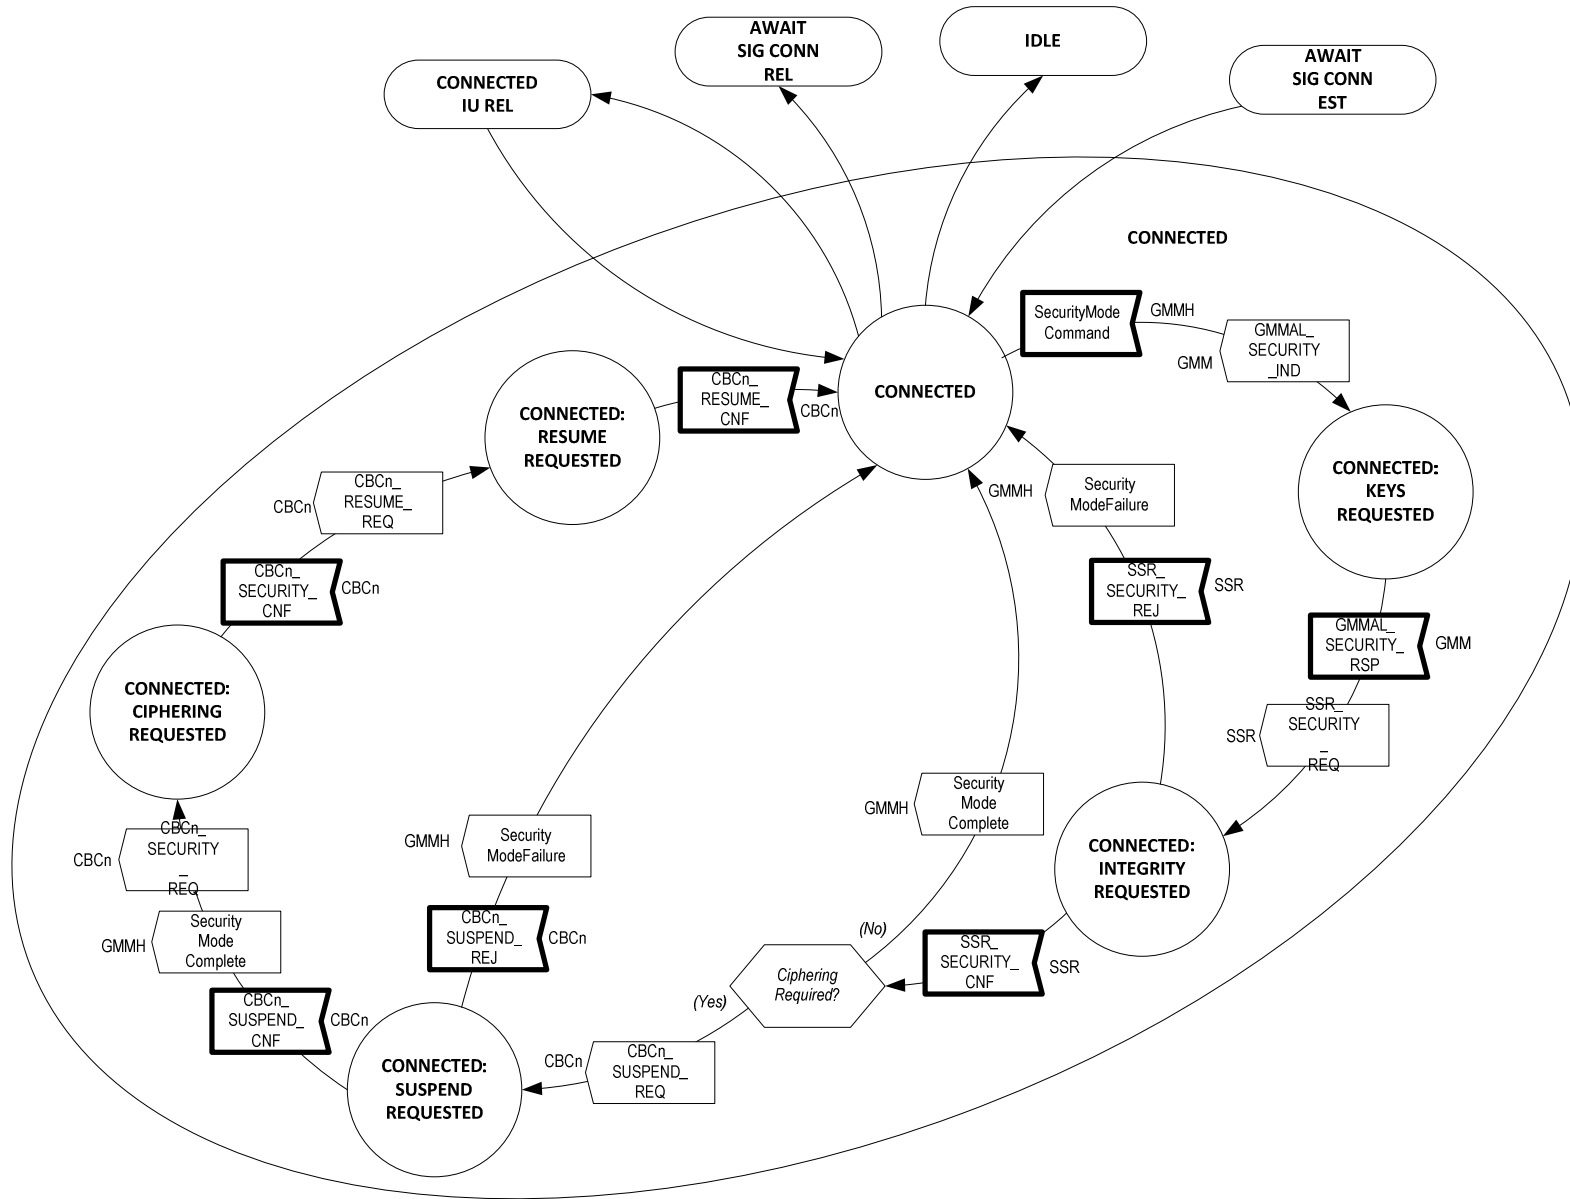 AWAIT
SIG CONN
REL
IDLE
AWAIT
SIG CONN
EST
CONNECTED
IU REL
CONNECTED
SecurityMode
Command
GMMH
GMMAL_
SECURITY
_IND
GMM
CONNECTED
CBCn_
RESUME_
CNF
CBCn
CONNECTED:
RESUME
REQUESTED
CONNECTED:
KEYS
REQUESTED
Security
ModeFailure
GMMH
CBCn_
RESUME_
REQ
CBCn
CBCn_
SECURITY_
CNF
CBCn
SSR_
SECURITY_
REJ
SSR
GMMAL_
SECURITY_
RSP
GMM
CONNECTED:
CIPHERING
REQUESTED
SSR_
SECURITY
_
REQ
SSR
Security
Mode
Complete
GMMH
Security
ModeFailure
GMMH
CBCn_
SECURITY
_
REQ
CBCn
CONNECTED:
INTEGRITY
REQUESTED
Security
Mode
Complete
GMMH
CBCn_
SUSPEND_
REJ
CBCn
(No)
SSR_
SECURITY_
CNF
SSR
Ciphering
Required?
(Yes)
CBCn_
SUSPEND_
CNF
CBCn
CBCn_
SUSPEND_
REQ
CBCn
CONNECTED:
SUSPEND
REQUESTED